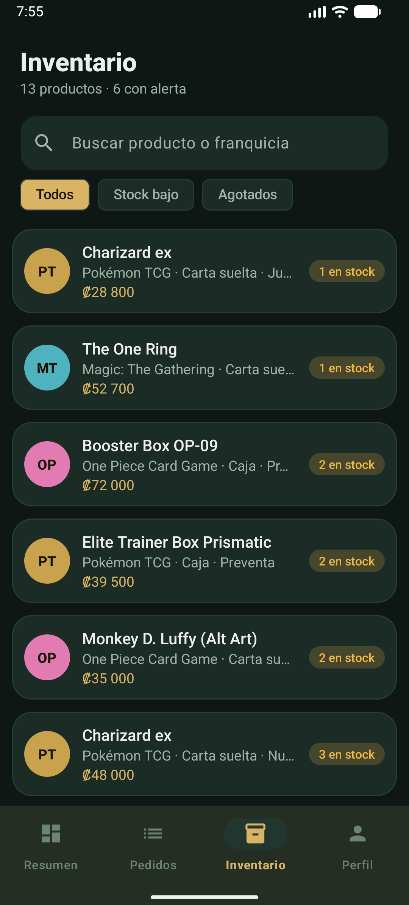 7:55
Inventario
13 productos · 6 con alerta
Buscar producto o franquicia
Todos
Stock bajo
Agotados
PT
Charizard ex
Pokémon TCG · Carta suelta · Ju...
₡28 800
1 en stock
MT
The One Ring
Magic: The Gathering · Carta sue...
₡52 700
1 en stock
OP
Booster Box OP-09
One Piece Card Game · Caja · Pr...
₡72 000
2 en stock
PT
Elite Trainer Box Prismatic
Pokémon TCG · Caja · Preventa
₡39 500
2 en stock
OP
Monkey D. Luffy (Alt Art)
One Piece Card Game · Carta su...
₡35 000
2 en stock
PT
Charizard ex
Pokémon TCG · Carta suelta · Nu...
₡48 000
3 en stock
Resumen
Pedidos
Inventario
Perfil